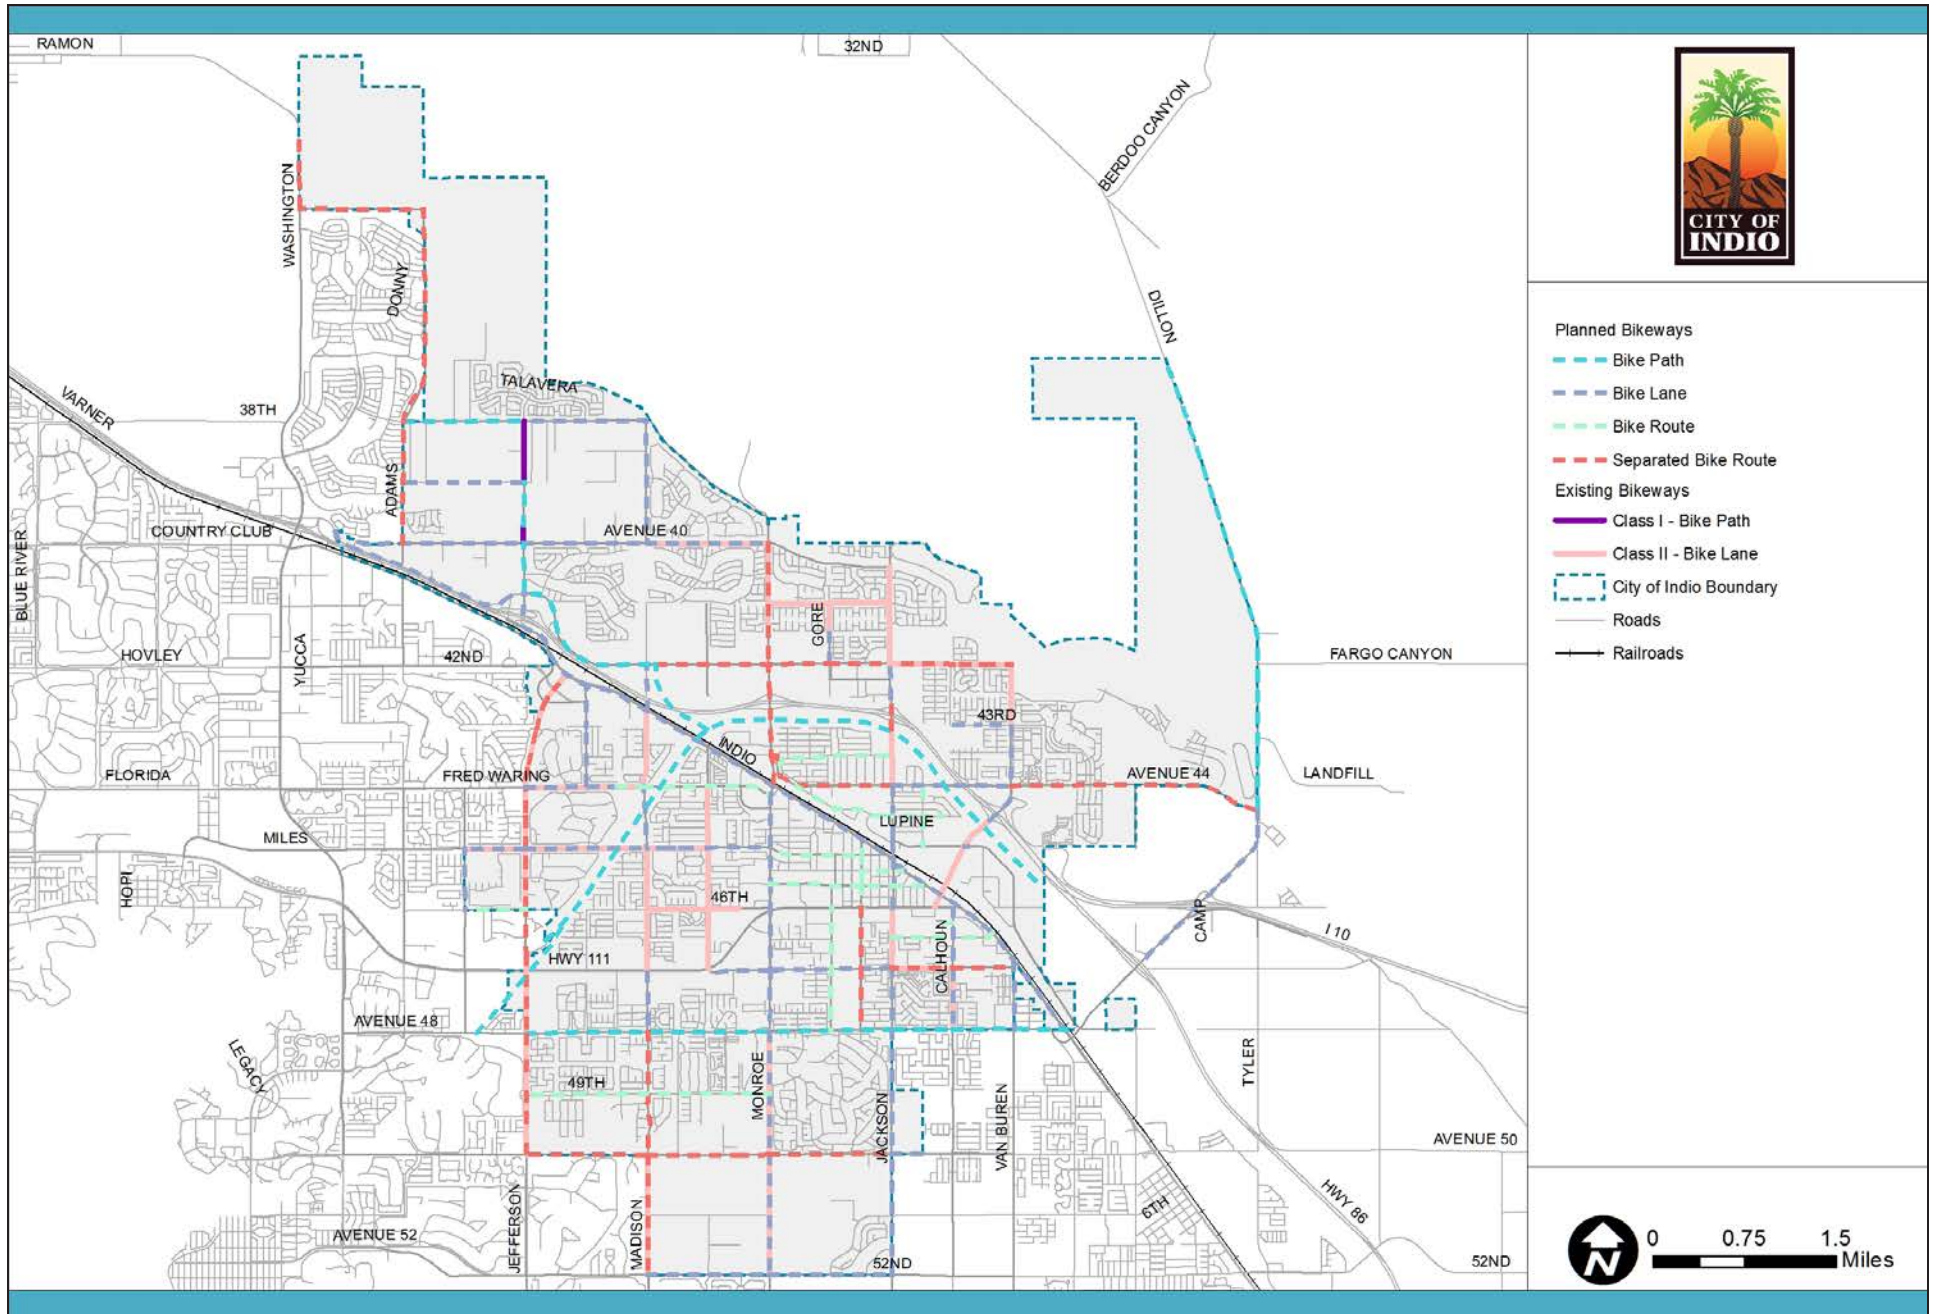 RAMON
32ND
BERDOO CANYON
WASHINGTON
DONNY
DILLON
TALAVERA
VARNER
38TH
ADAMS
COUNTRY CLUB
AVENUE 40
BLUE RIVER
GORE
HOVLEY
YUCCA
42ND
FARGO CANYON
43RD
INDIO
FLORIDA
FRED WARING
AVENUE 44
LANDFILL
MILES
LUPINE
HOPI
46TH
CAMP
I 10
HWY 111
CALHOUN
AVENUE 48
LEGACY
49TH
MONROE
TYLER
JACKSON
VAN BUREN
AVENUE 50
JEFFERSON
MADISON
6TH
HWY 86
AVENUE 52
52ND
52ND
CITY OF
INDIO
Planned Bikeways
Bike Path
Bike Lane
Bike Route
Separated Bike Route
Existing Bikeways
Class I - Bike Path
Class II - Bike Lane
City of Indio Boundary
Roads
Railroads
N
0 0.75 1.5
Miles